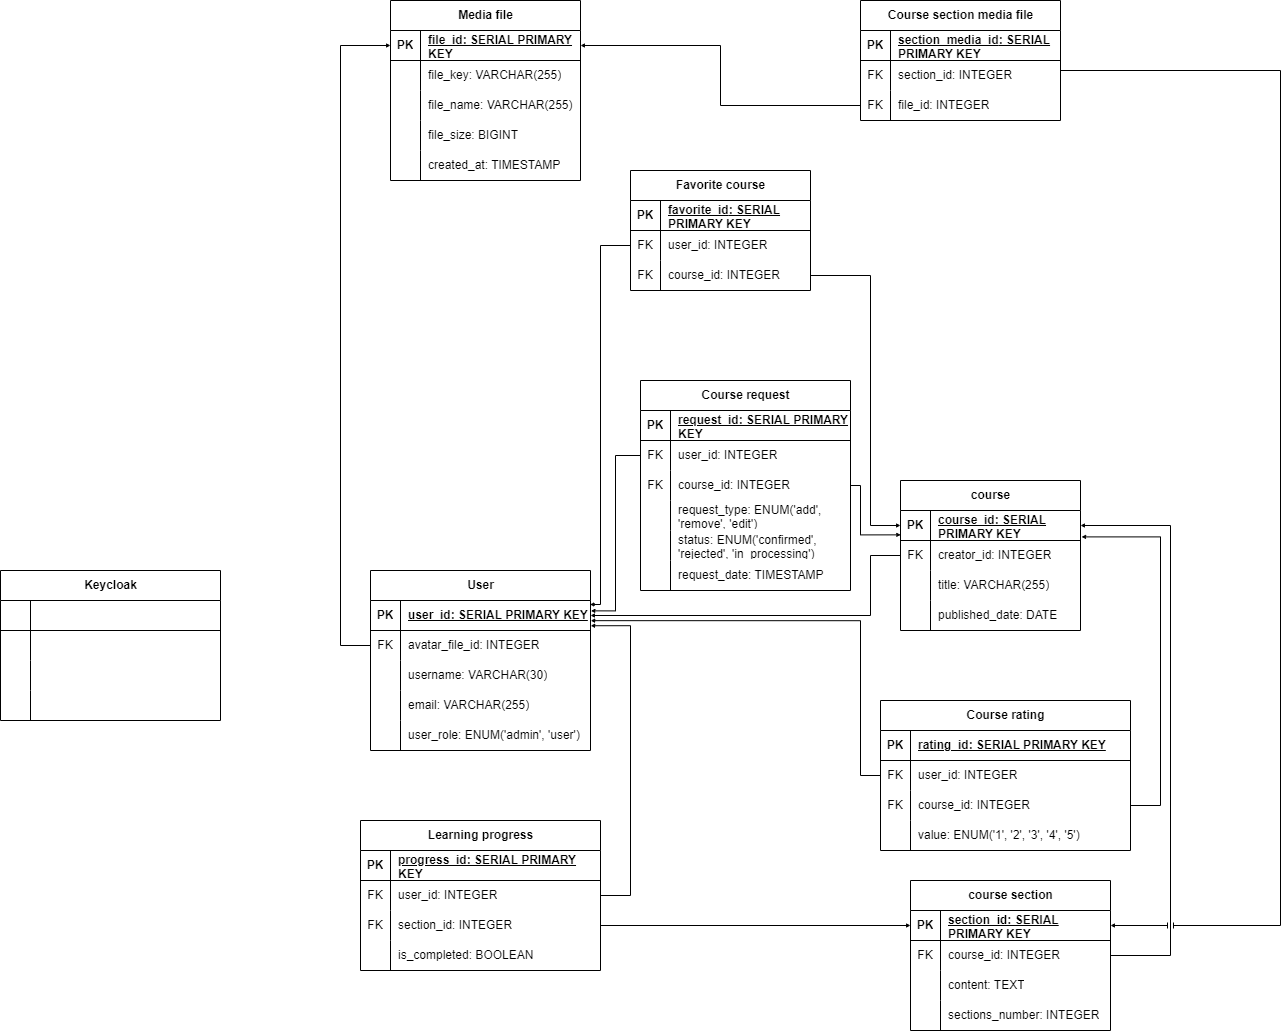 Media file
PK
file_id: SERIAL PRIMARY
KEY
file_key: VARCHAR(255)
file_name: VARCHAR(255)
file_size: BIGINT
created_at: TIMESTAMP
Course section media file
PK
section_media_id: SERIAL
PRIMARY KEY
FK
section_id: INTEGER
FK
file_id: INTEGER
Favorite course
PK
favorite_id: SERIAL
PRIMARY KEY
FK
user_id: INTEGER
FK
course_id: INTEGER
Course request
PK
request_id: SERIAL PRIMARY
KEY
FK
user_id: INTEGER
FK
course_id: INTEGER
request_type: ENUM('add',
'remove', 'edit')
status: ENUM('confirmed',
'rejected', 'in_processing')
request_date: TIMESTAMP
course
PK
course_id: SERIAL
PRIMARY KEY
FK
creator_id: INTEGER
title: VARCHAR(255)
published_date: DATE
Keycloak
User
PK
user_id: SERIAL PRIMARY KEY
FK
avatar_file_id: INTEGER
username: VARCHAR(30)
email: VARCHAR(255)
user_role: ENUM('admin', 'user')
Course rating
PK
rating_id: SERIAL PRIMARY KEY
FK
user_id: INTEGER
FK
course_id: INTEGER
value: ENUM('1', '2', '3', '4', '5')
Learning progress
PK
progress_id: SERIAL PRIMARY
KEY
FK
user_id: INTEGER
FK
section_id: INTEGER
is_completed: BOOLEAN
course section
PK
section_id: SERIAL
PRIMARY KEY
FK
course_id: INTEGER
content: TEXT
sections_number: INTEGER